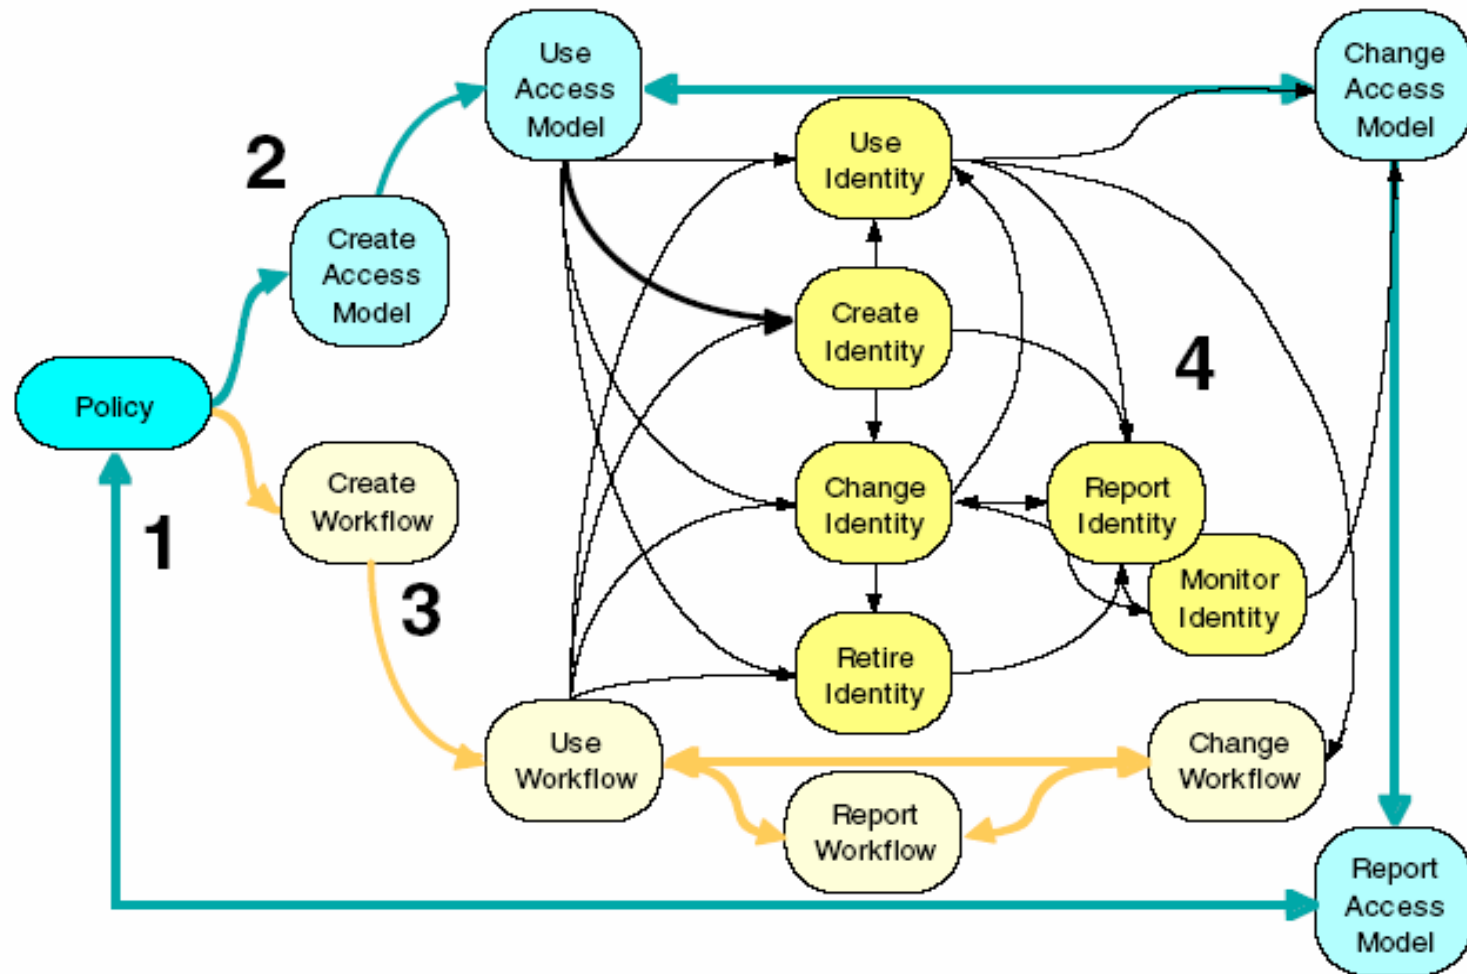 Use
Access
Model
Change
Access
Model
Use
Identity
2
Create
Access
Model
Create
Identity
4
Policy
Create
Workflow
1
Change
Identity
Report
Identity
3
Monitor
Identity
Retire
Identity
Use
Workflow
Change
Workflow
Report
Workflow
Report
Access
Model